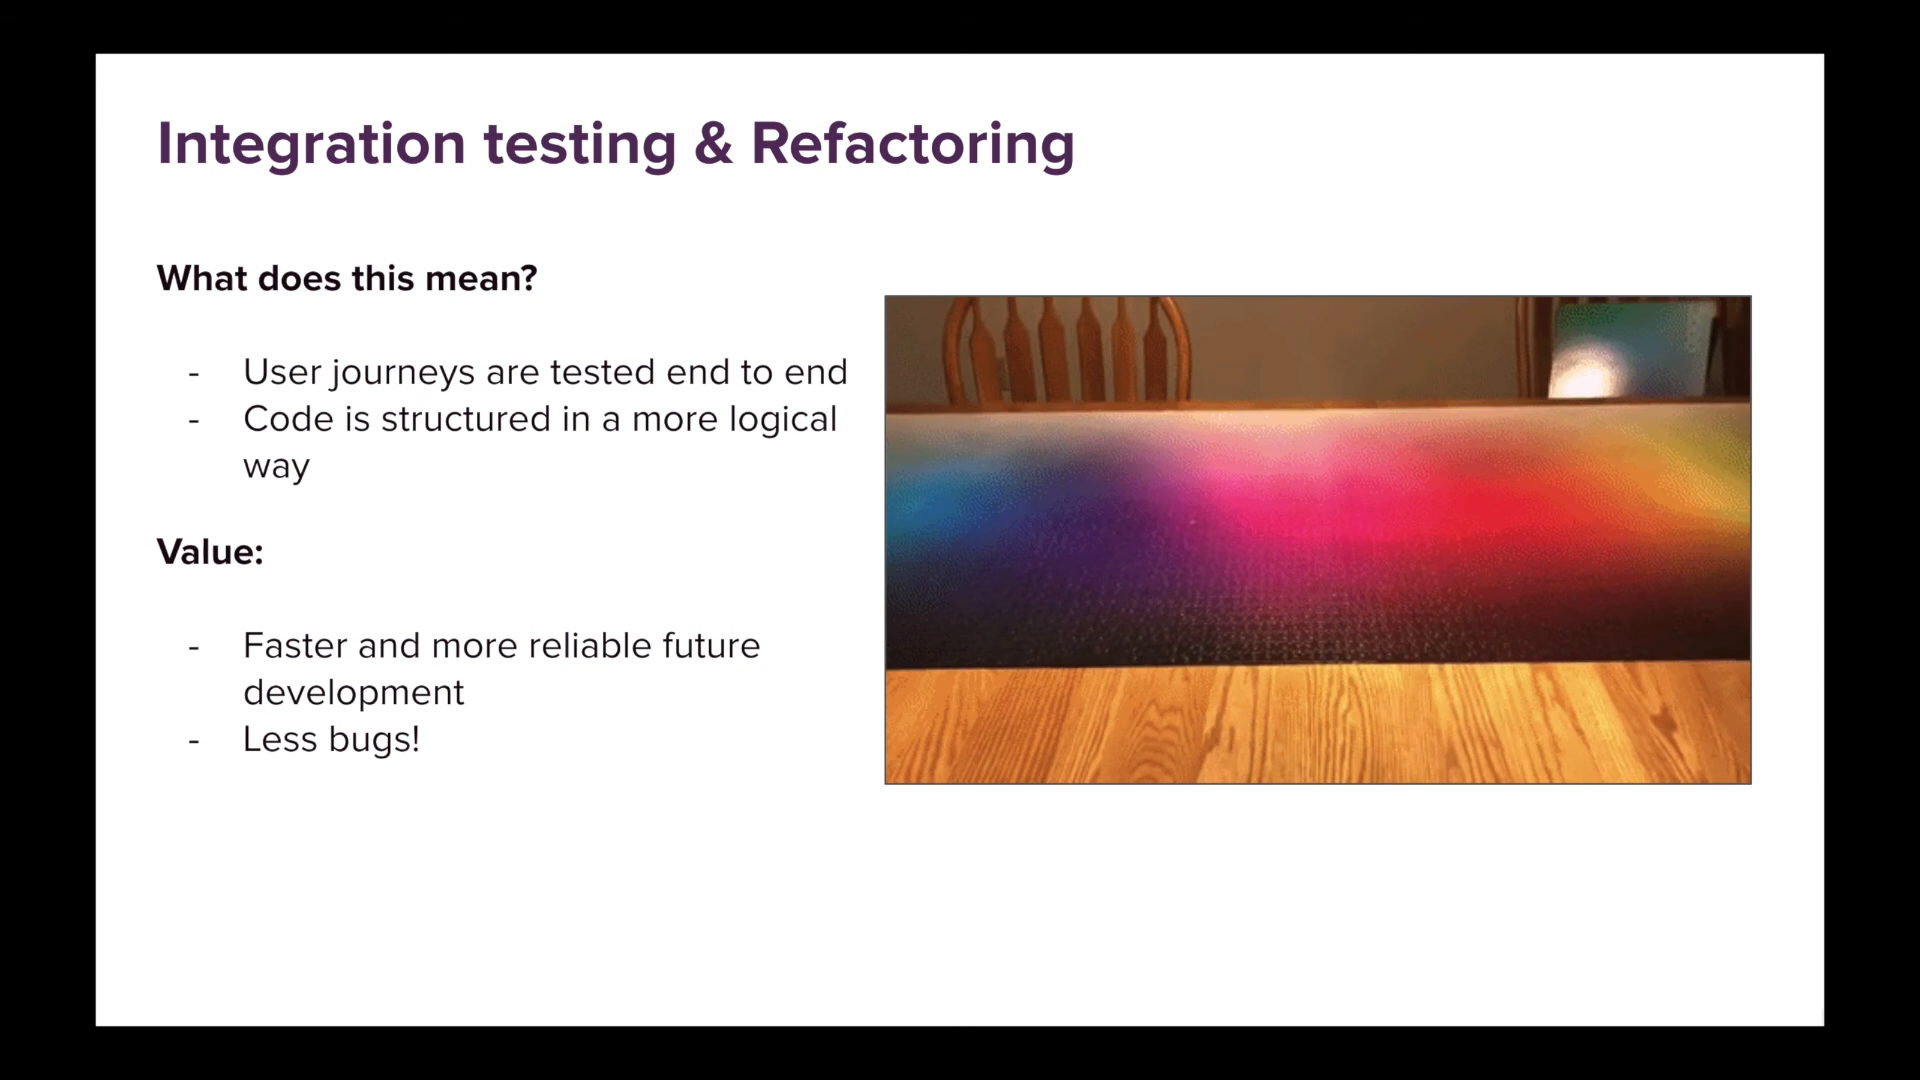 Integration testing & Refactoring
What does this mean?
- User journeys are tested end to end
- Code is structured in a more logical
way
Value:
- Faster and more reliable future
development
- Less bugs!